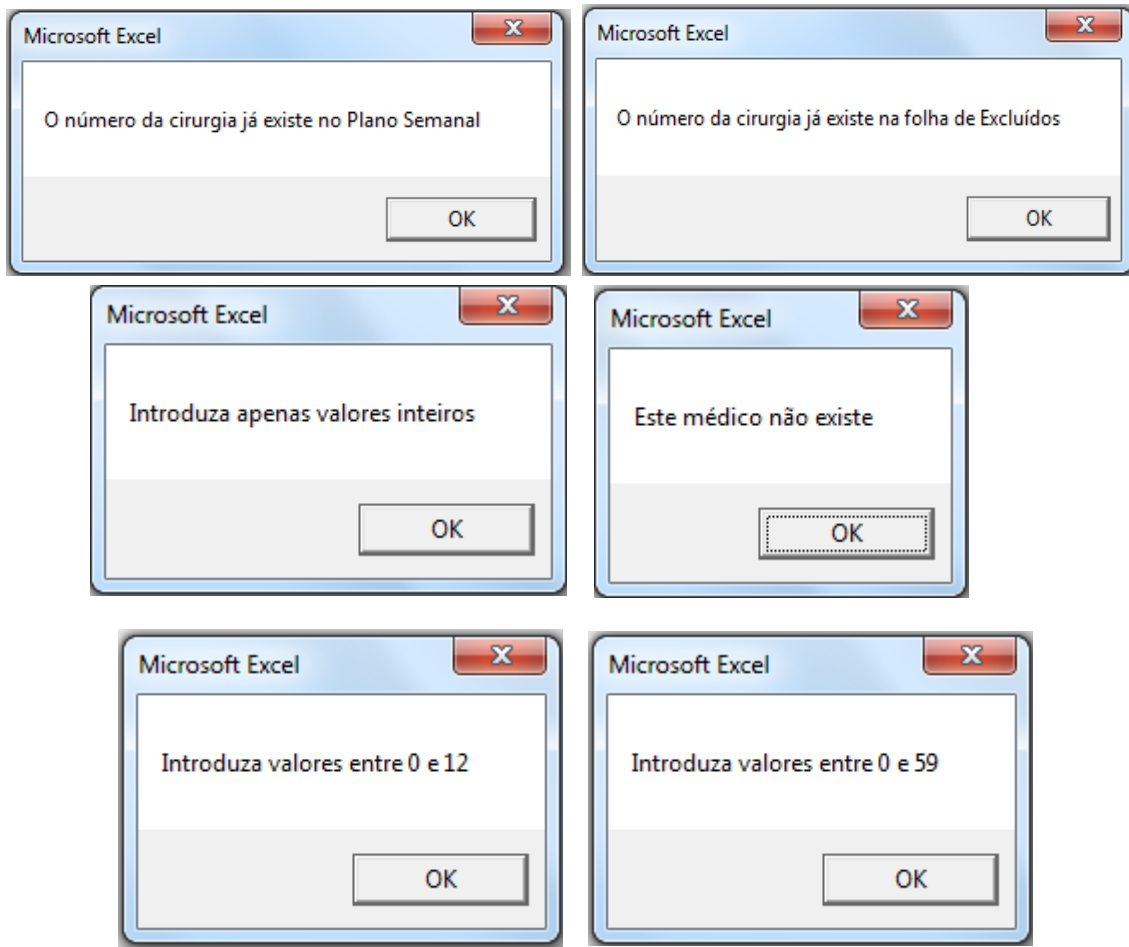 Microsoft Excel
O número da cirurgia já existe no Plano Semanal
OK
Microsoft Excel
O número da cirurgia já existe na folha de Excluídos
OK
Microsoft Excel
Introduza apenas valores inteiros
OK
Microsoft Excel
Este médico não existe
OK
Microsoft Excel
Introduza valores entre 0 e 12
OK
Microsoft Excel
Introduza valores entre 0 e 59
OK